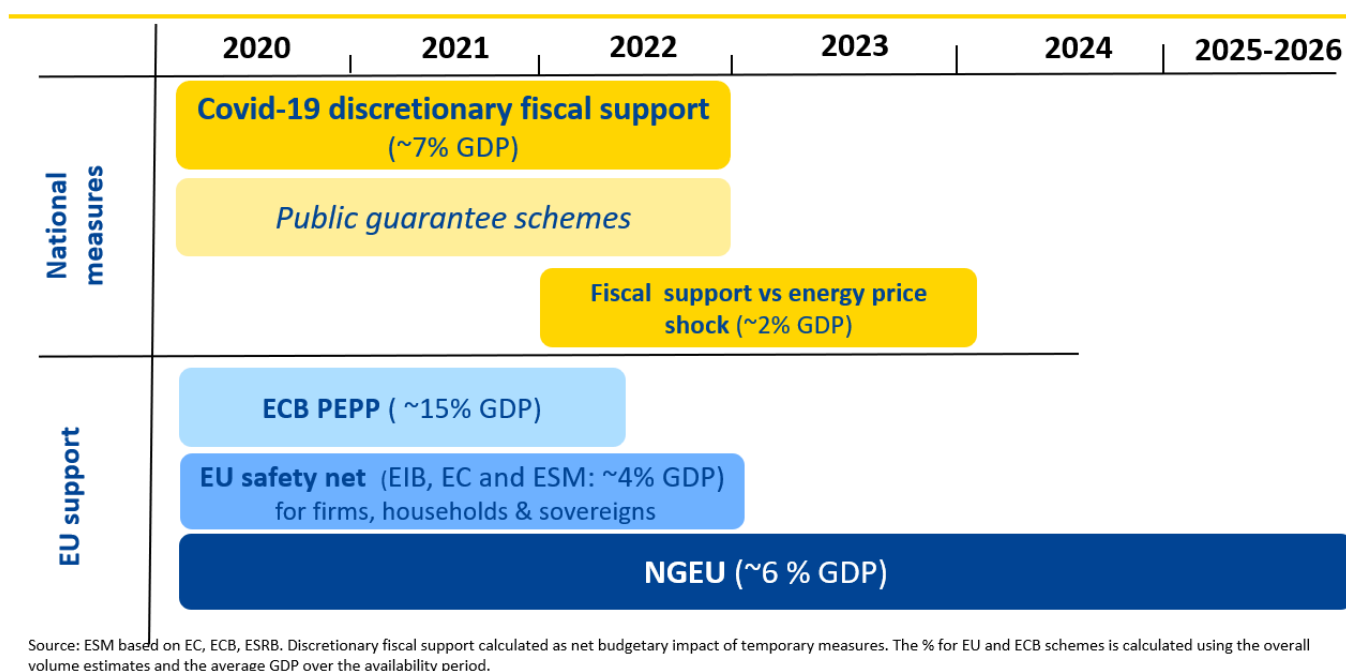 2020 2021 2022 2023 2024 2025-2026
National
measures
Covid-19 discretionary fiscal support
(~7% GDP)
Public guarantee schemes
Fiscal support vs energy price
shock (~2% GDP)
EU support
ECB PEPP ( ~15% GDP)
EU safety net (EIB, EC and ESM: ~4% GDP)
for firms, households & sovereigns
NGEU (~6 % GDP)
Source: ESM based on EC, ECB, ESRB. Discretionary fiscal support calculated as net budgetary impact of temporary measures. The % for EU and ECB schemes is calculated using the overall
volume estimates and the average GDP over the availability period.